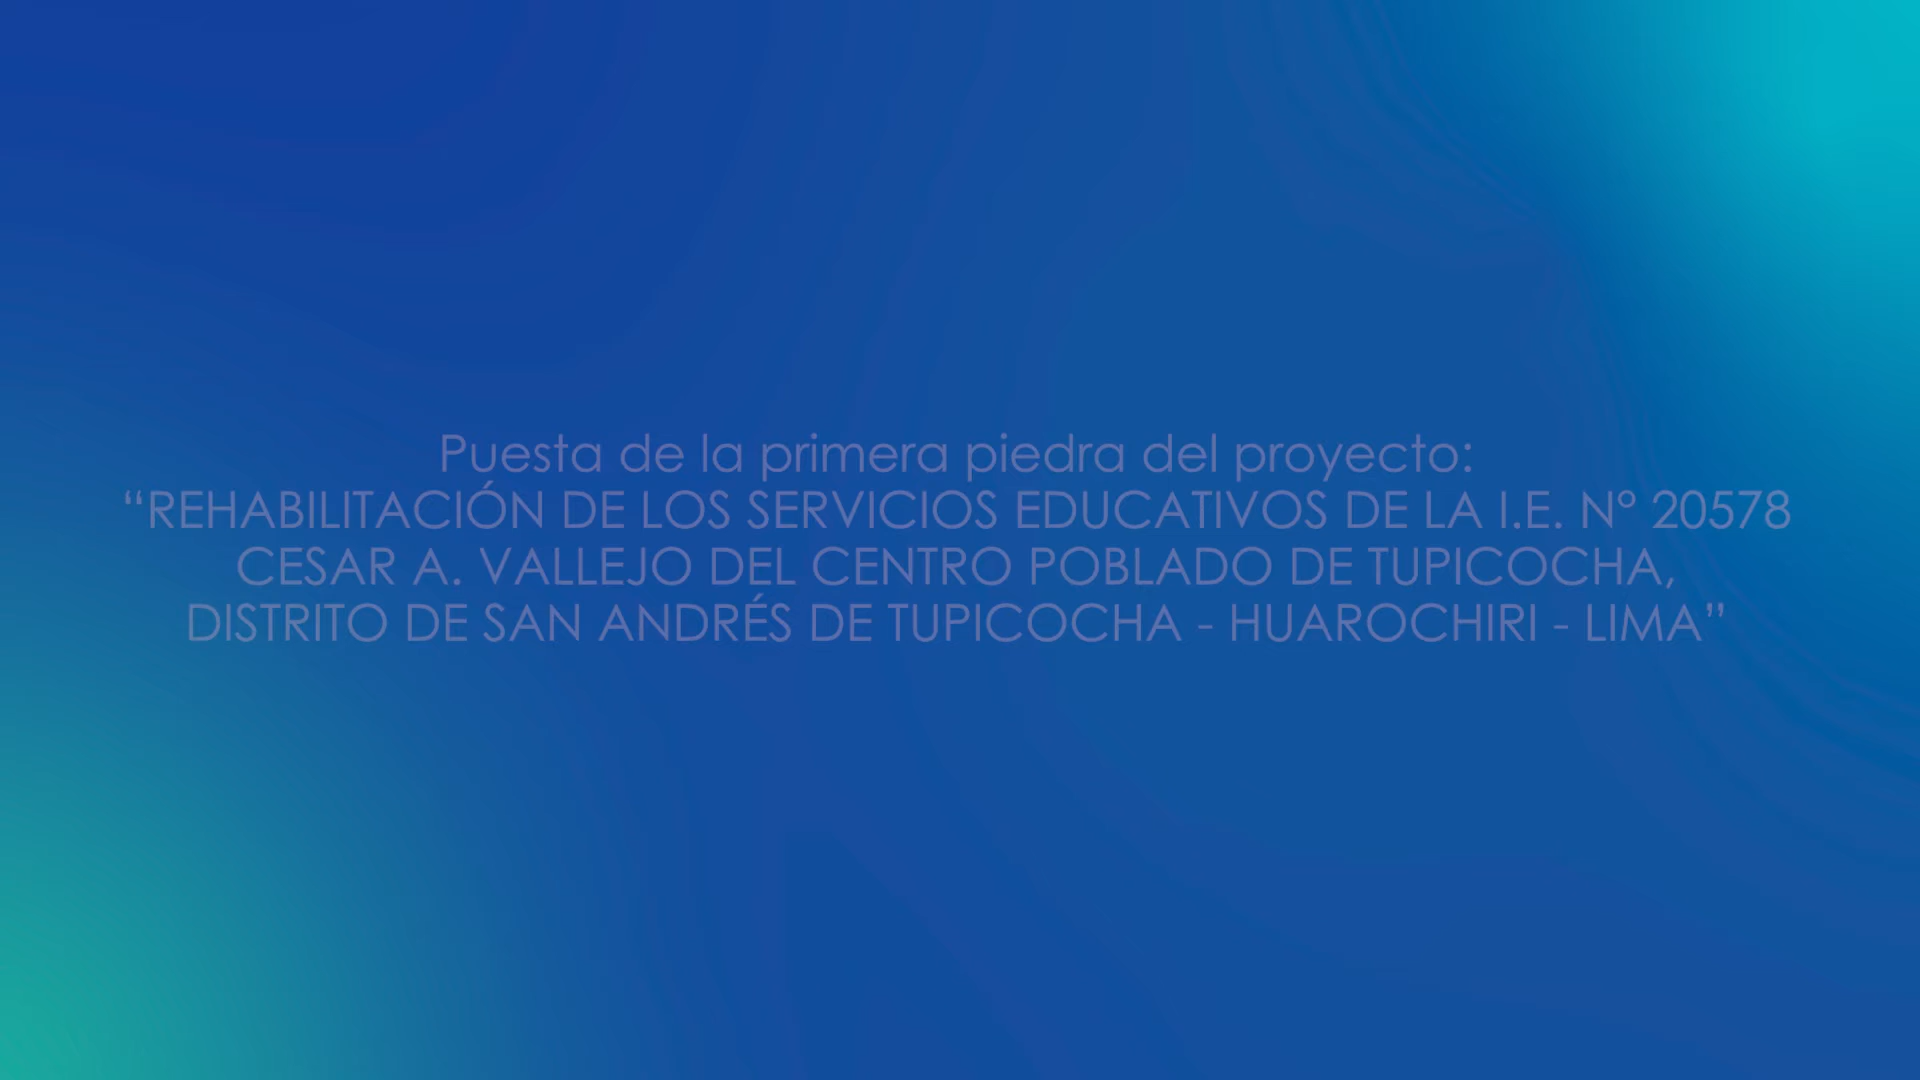 Puesta de la primera piedra del proyecto:
“REHABILITACIÓN DE LOS SERVICIOS EDUCATIVOS DE LA I.E. N° 20578
CESAR A. VALLEJO DEL CENTRO POBLADO DE TUPICOCHA,
DISTRITO DE SAN ANDRÉS DE TUPICOCHA - HUAROCHIRI - LIMA”